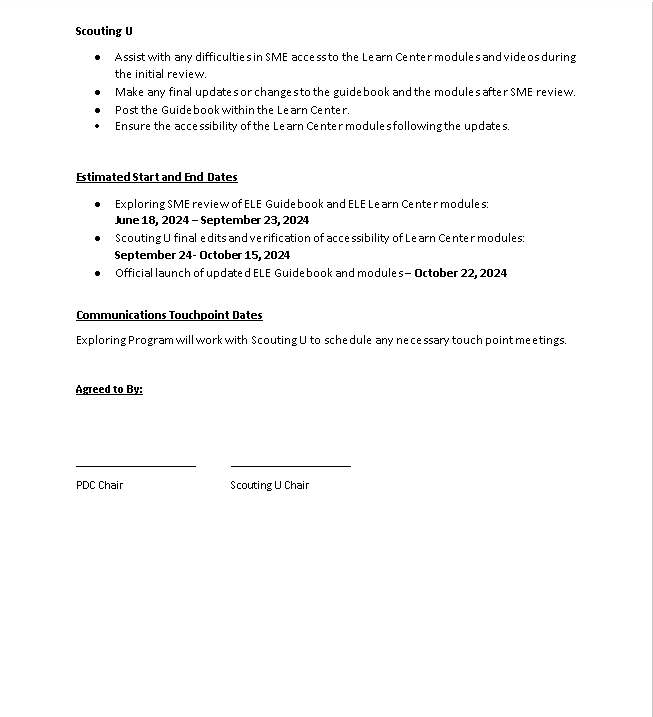 Scouting U
● Assist with any difficulties in SME access to the Learn Center modules and videos during
the initial review.
● Make any final updates or changes to the guidebook and the modules after SME review.
● Post the Guidebook within the Learn Center.
• Ensure the accessibility of the Learn Center modules following the updates.
Estimated Start and End Dates
● Exploring SME review of ELE Guidebook and ELE Learn Center modules:
June 18, 2024 – September 23, 2024
● Scouting U final edits and verification of accessibility of Learn Center modules:
September 24- October 15, 2024
● Official launch of updated ELE Guidebook and modules – October 22, 2024
Communications Touchpoint Dates
Exploring Program will work with Scouting U to schedule any necessary touch point meetings.
Agreed to By:
PDC Chair Scouting U Chair